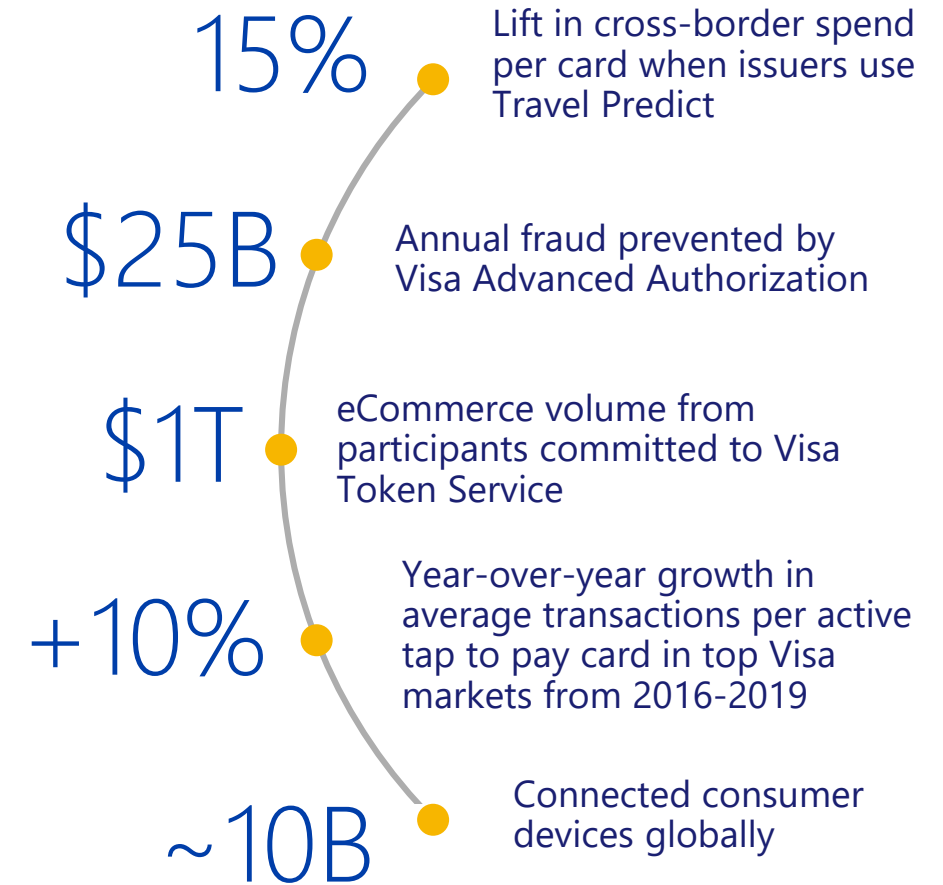 15%
Lift in cross-border spend
per card when issuers use
Travel Predict
$25B
Annual fraud prevented by
Visa Advanced Authorization
$1T
eCommerce volume from
participants committed to Visa
Token Service
+10%
Year-over-year growth in
average transactions per active
tap to pay card in top Visa
markets from 2016-2019
~10B
Connected consumer
devices globally